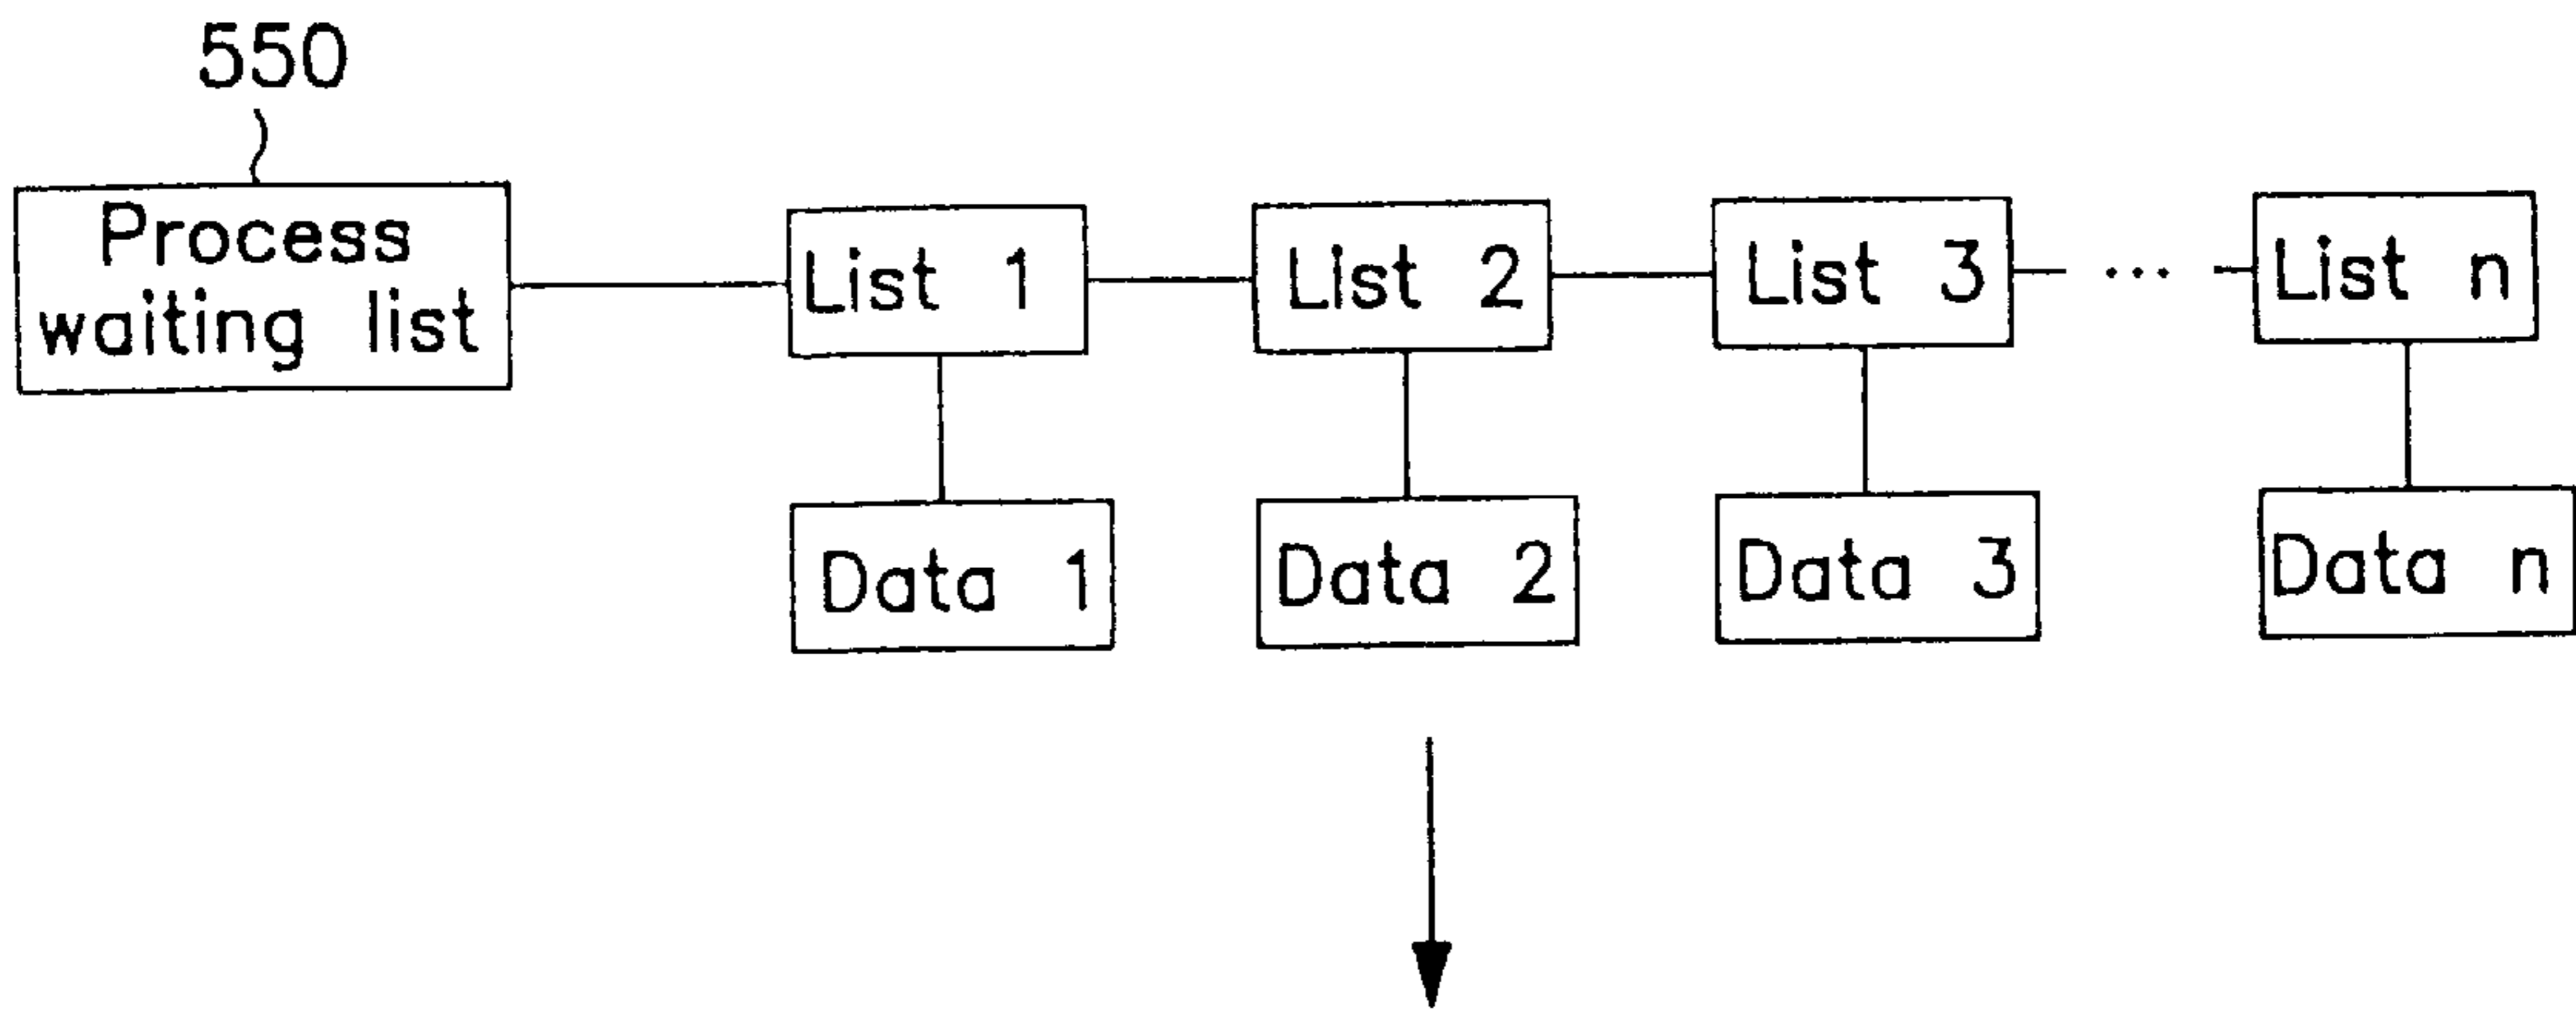 550
Process
waiting list
List 1
List 2
List 3
...
List n
Data 1
Data 2
Data 3
Data n